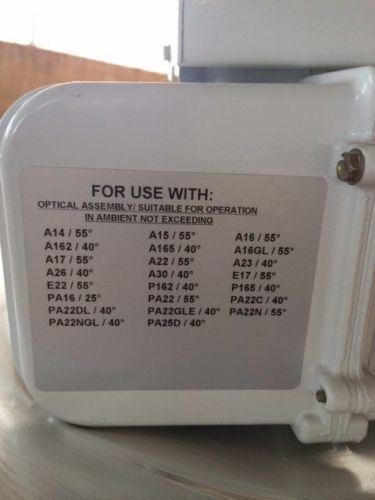 FOR USE WITH:
OPTICAL ASSEMBLY/ SUITABLE FOR OPERATION
IN AMBIENT NOT EXCEEDING
A14 / 55° A15 / 55° A16 / 55°
A162 / 40° A165 / 40° A16GL / 55°
A17 / 55° A22 / 55° A23 / 40°
A26 / 40° A30 / 40° E17 / 55°
E22 / 55° P162 / 40° P165 / 40°
PA16 / 25° PA22 / 55° PA22C / 40°
PA22DL / 40° PA22GLE / 40° PA22N / 55°
PA22NGL / 40° PA25D / 40°